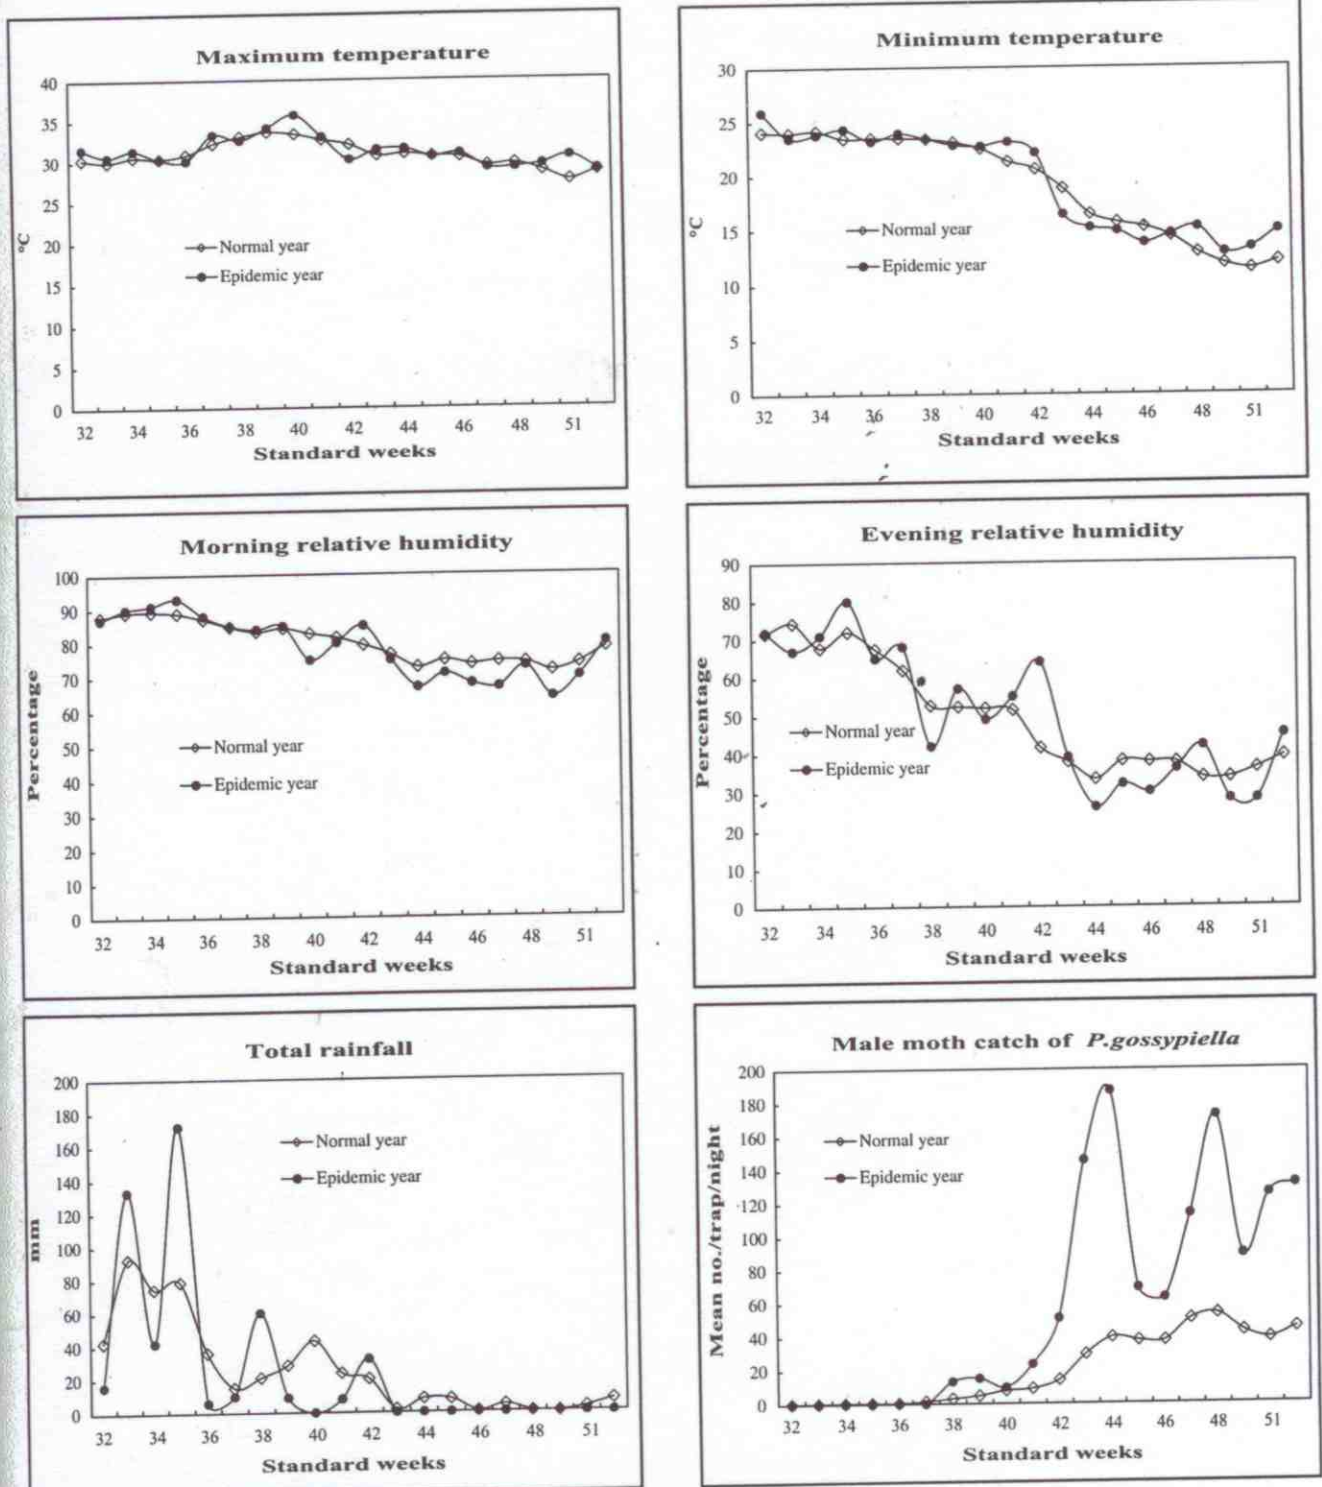 Maximum temperature
40
35
30
25
20
15
10
5
0
°C
Normal year
Epidemic year
32 34 36 38 40 42 44 46 48 51
Standard weeks
Minimum temperature
30
25
20
15
10
5
0
°C
Normal year
Epidemic year
32 34 36 38 40 42 44 46 48 51
Standard weeks
Morning relative humidity
100
90
80
70
60
50
40
30
20
10
0
Percentage
Normal year
Epidemic year
32 34 36 38 40 42 44 46 48 51
Standard weeks
Evening relative humidity
90
80
70
60
50
40
30
20
10
0
Percentage
Normal year
Epidemic year
32 34 36 38 40 42 44 46 48 51
Standard weeks
Total rainfall
200
180
160
140
120
100
80
60
40
20
0
mm
Normal year
Epidemic year
32 34 36 38 40 42 44 46 48 51
Standard weeks
Male moth catch of P.gossypiella
200
180
160
140
120
100
80
60
40
20
0
Mean no./trap/night
Normal year
Epidemic year
32 34 36 38 40 42 44 46 48 51
Standard weeks